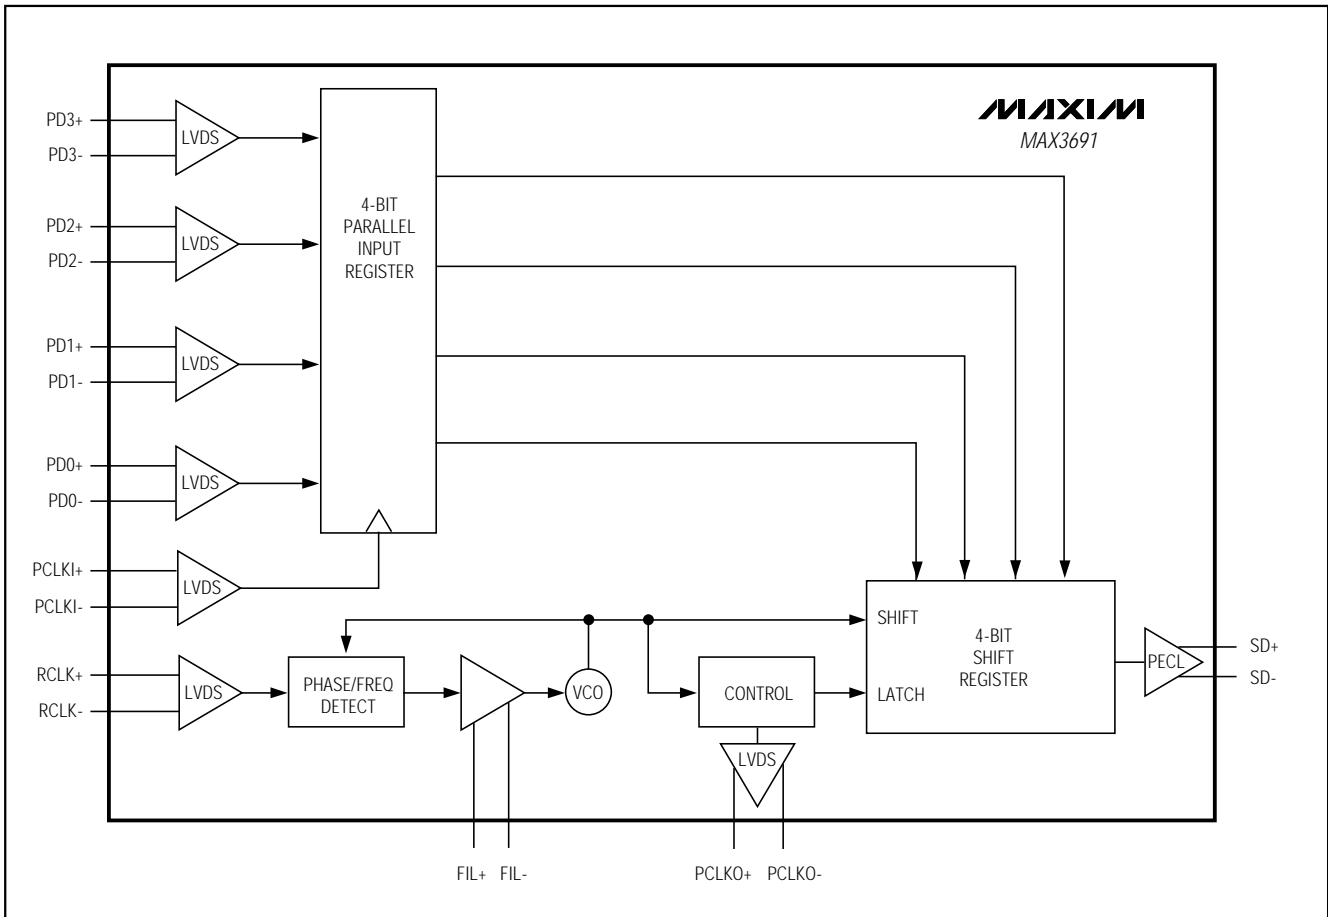 MAXIM
MAX3691
PD3+
PD3-
LVDS
PD2+
PD2-
LVDS
4-BIT
PARALLEL
INPUT
REGISTER
PD1+
PD1-
LVDS
PD0+
PD0-
LVDS
PCLKI+
PCLKI-
LVDS
RCLK+
RCLK-
LVDS
PHASE/FREQ
DETECT
VCO
CONTROL
LVDS
SHIFT
LATCH
4-BIT
SHIFT
REGISTER
PECL
SD+
SD-
FIL+ FIL-
PCLKO+ PCLKO-